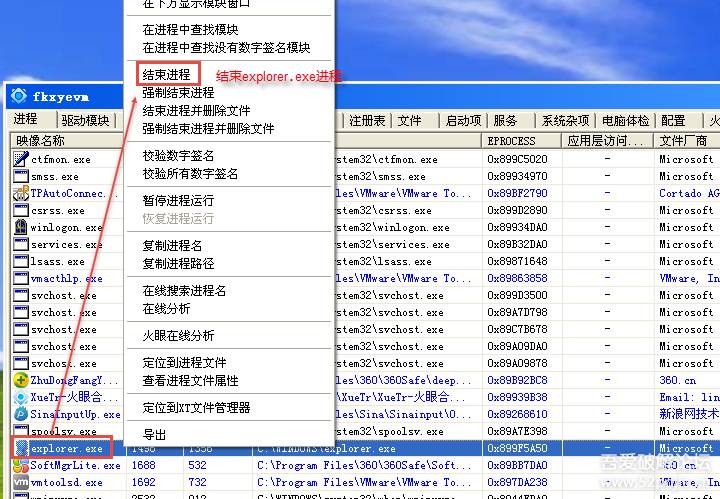 在下方显示模块窗口
在进程中查找模块
在进程中查找没有数字签名模块
结束进程
结束explorer.exe进程
强制结束进程
结束进程并删除文件
强制结束进程并删除文件
校验数字签名
校验所有数字签名
暂停进程运行
恢复进程运行
复制进程名
复制进程路径
在线搜索进程名
在线分析
火眼在线分析
定位到进程文件
查看进程文件属性
定位到XT文件管理器
导出
fkxyevm
进程 驱动模块 注册表 文件 启动项 服务 系统杂项 电脑体检 配置 火
映像名称 EPROCESS 应用层访问... 文件厂商
ctfmon.exe stem32\ctfmon.exe 0x899C5020 - Microsoft
smss.exe stem32\smss.exe 0x89934970 - Microsoft
TPAutoConnec... les\VMware\VMware To... 0x89BF2790 - Cortado AG
csrss.exe stem32\csrss.exe 0x899D2890 - Microsoft
winlogon.exe stem32\winlogon.exe 0x89934DA0 - Microsoft
services.exe stem32\services.exe 0x89B32DA0 - Microsoft
lsass.exe stem32\lsass.exe 0x89871648 - Microsoft
vmacthlp.exe les\VMware\VMware To... 0x89863858 - VMware, In
svchost.exe stem32\svchost.exe 0x899D3500 - Microsoft
svchost.exe stem32\svchost.exe 0x89A7D798 - Microsoft
svchost.exe stem32\svchost.exe 0x89C7B678 - Microsoft
svchost.exe stem32\svchost.exe 0x89A09DA0 - Microsoft
svchost.exe stem32\svchost.exe 0x89A09878 - Microsoft
ZhuDongFangY... les\360\360Safe\deep... 0x89B92BC8 - 360.cn
XueTr-火眼合... \XueTr\XueTr-火眼合... 0x89939B38 - Email: lin
SinaInputUp.exe les\Sina\Sinainput\O... 0x89268610 - 新浪网技术
spoolsv.exe stem32\spoolsv.exe 0x89A7E398 - Microsoft
explorer.exe 1496 1356 C:\WINDOWS\explorer.exe 0x899F5A50 - Microsoft
SoftMgrLite.exe 1688 532 C:\Program Files\360\360Safe\SoftM... 0x89BB7DA0 - 360.cn
vmtoolsd.exe 1692 732 C:\Program Files\VMware\VMware To... 0x897DA238 - VMware, In
吾爱破解论坛